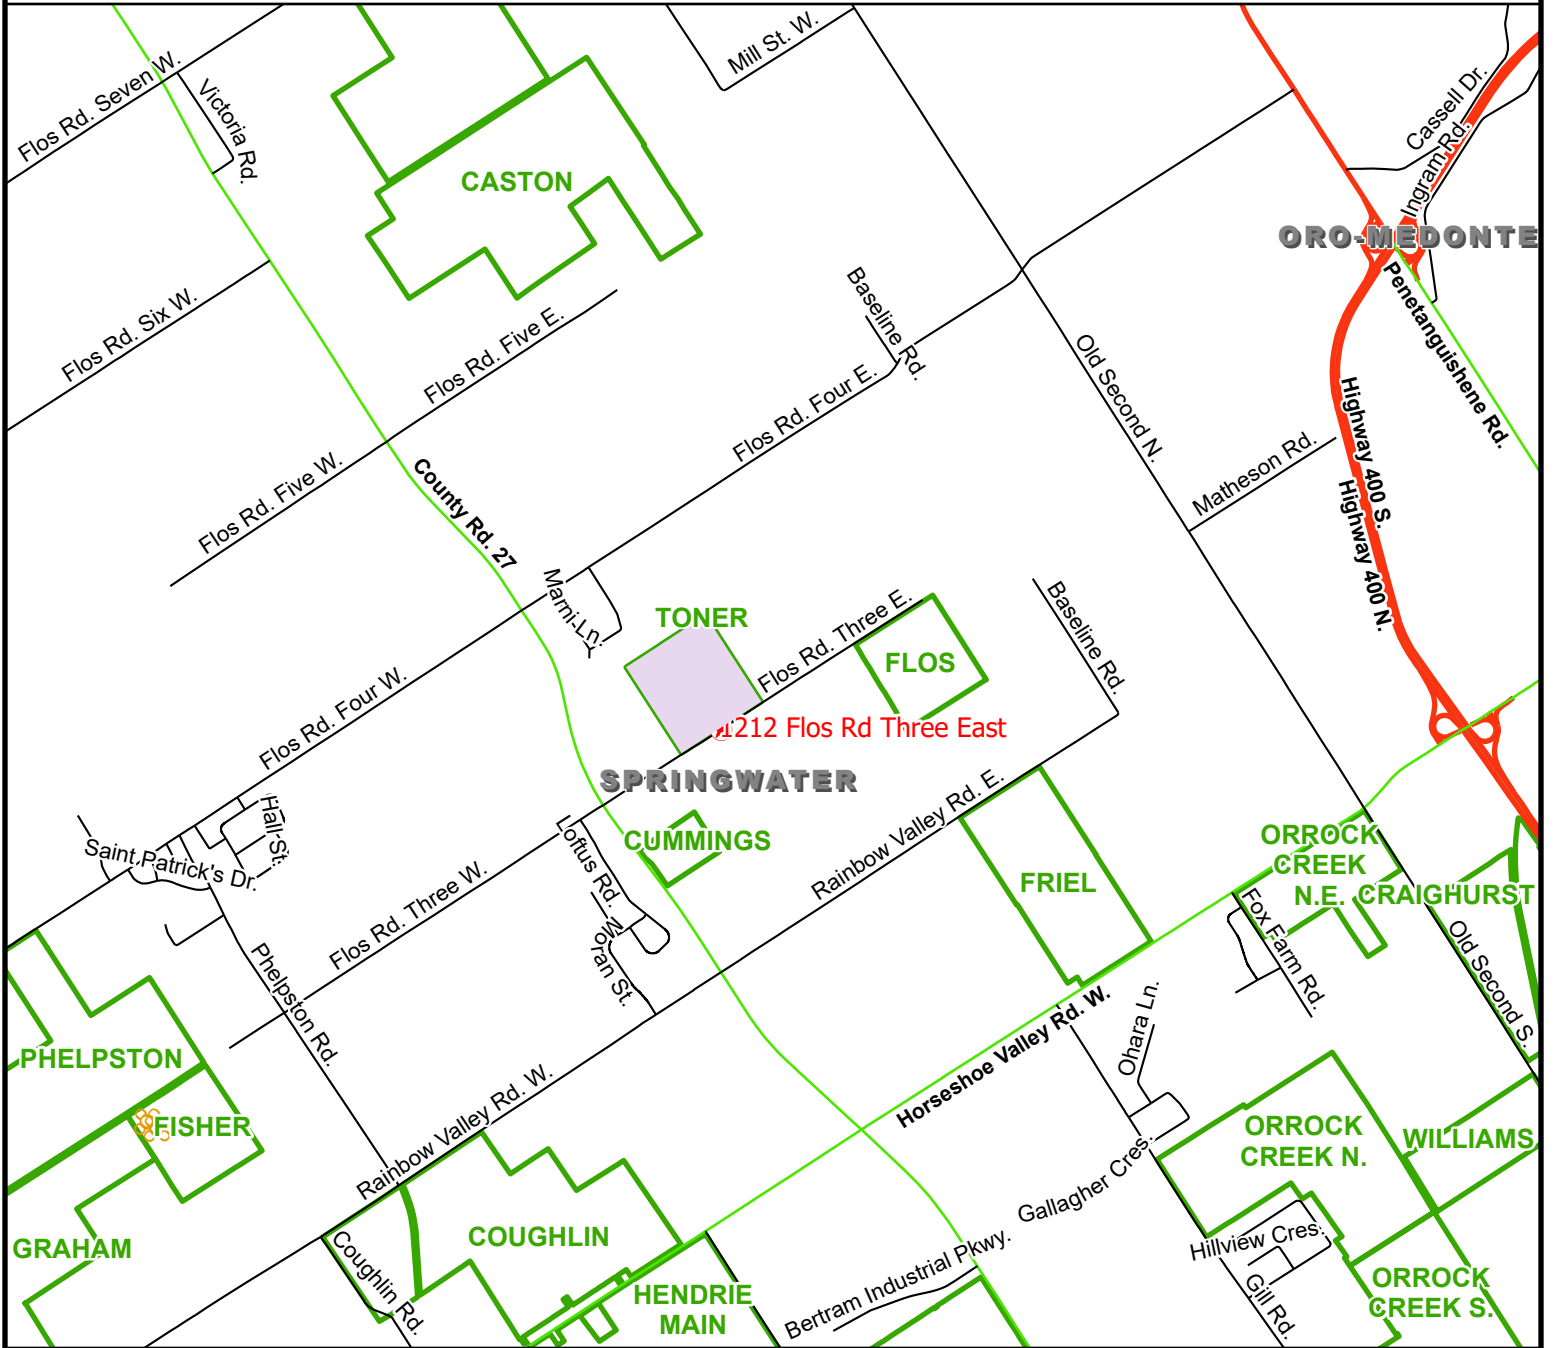 Mill St. W.
Flos Rd. Seven W.
Victoria Rd.
Cassell Dr.
Ingram Rd.
CASTON
ORO-MEDONTE
Penetanguishene Rd.
Flos Rd. Six W.
Flos Rd. Five E.
Baseline Rd.
Flos Rd. Four E.
Old Second N.
Highway 400 S.
Highway 400 N.
Matheson Rd.
Flos Rd. Five W.
County Rd. 27
Marni Ln.
TONER
Flos Rd. Three E.
FLOS
Baseline Rd.
Flos Rd. Four W.
1212 Flos Rd Three East
SPRINGWATER
Hall St.
Saint Patrick's Dr.
Loftus Rd.
CUMMINGS
Rainbow Valley Rd. E.
FRIEL
ORROCK
CREEK
N.E.
CRAIGHURST
Flos Rd. Three W.
Moran St.
Fox Farm Rd.
Old Second S.
Phelpston Rd.
PHELPSTON
Horseshoe Valley Rd. W.
Ohara Ln.
FISHER
Rainbow Valley Rd. W.
Gallagher Cres.
ORROCK
CREEK N.
WILLIAMS
GRAHAM
COUGHLIN
Coughlin Rd.
Bertram Industrial Pkwy.
Hillview Cres.
Gill Rd.
HENDRIE
MAIN
ORROCK
CREEK S.